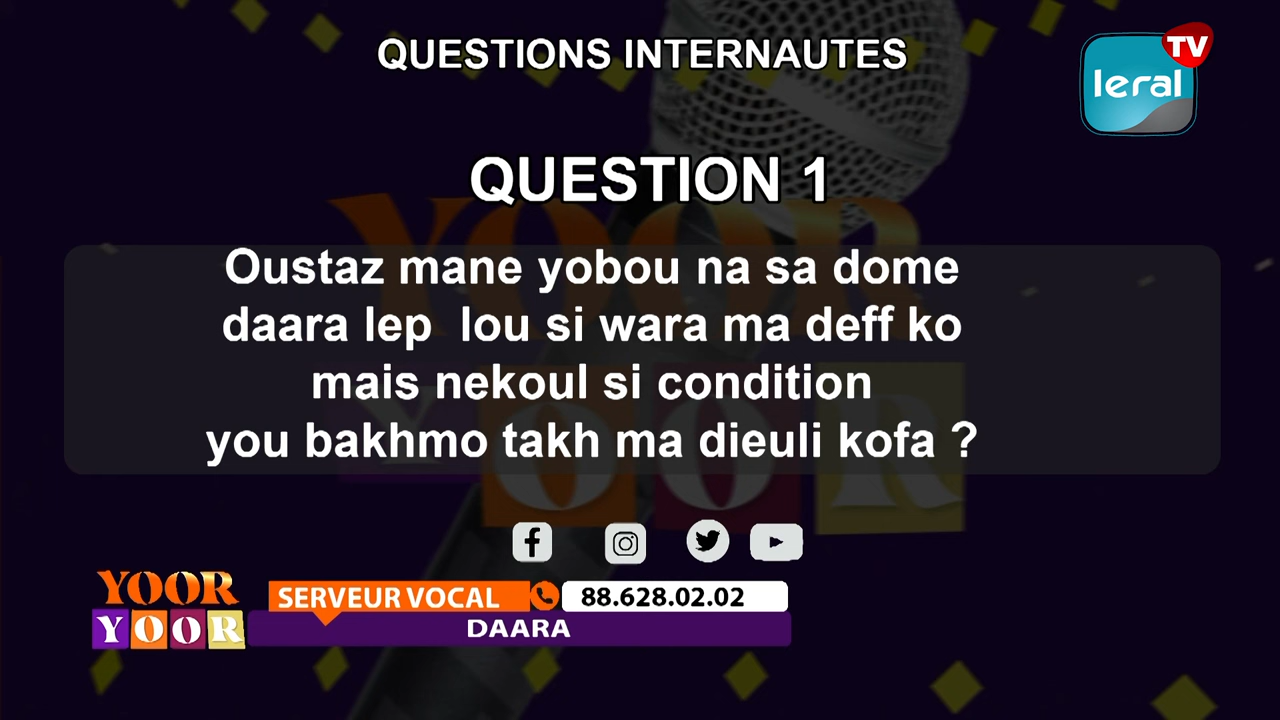 QUESTIONS INTERNAUTES
TV
leral
QUESTION 1
Oustaz mane yobou na sa dome
daara lep lou si wara ma deff ko
mais nekoul si condition
you bakhmo takh ma dieuli kofa ?
YOOR
YOOR
SERVEUR VOCAL
88.628.02.02
DAARA